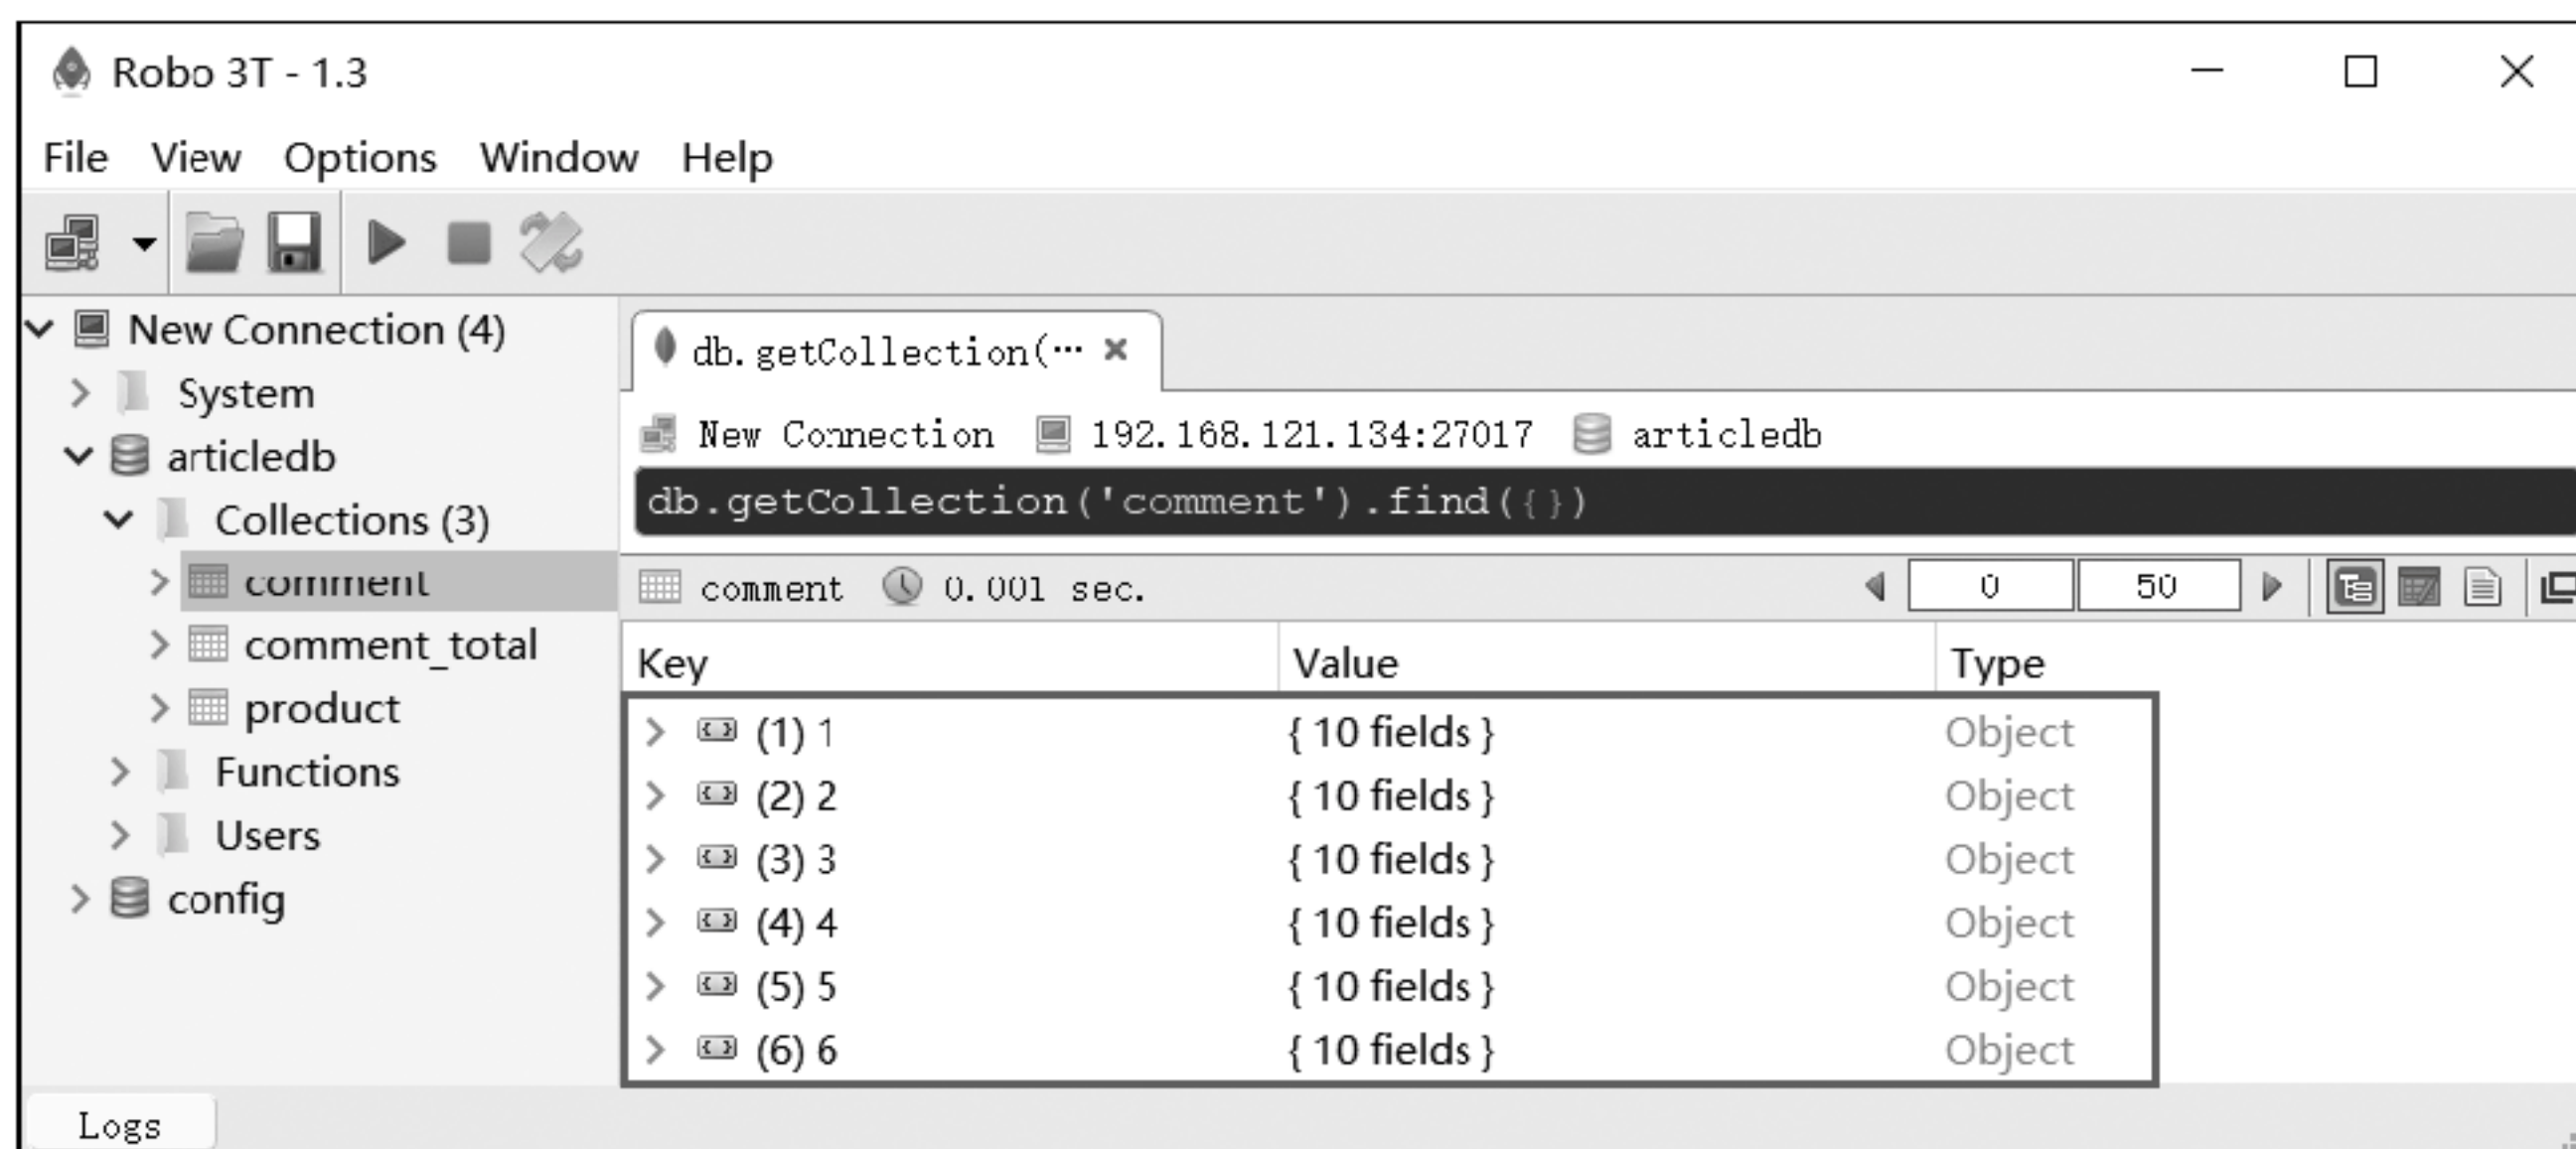 Robo 3T - 1.3
File View Options Window Help
New Connection (4)
System
articledb
Collections (3)
comment
comment_total
product
Functions
Users
config
db.getCollection(… ×
New Connection 192.168.121.134:27017 articledb
db.getCollection('comment').find({})
comment 0.001 sec. 0 50
Key Value Type
(1) 1 { 10 fields } Object
(2) 2 { 10 fields } Object
(3) 3 { 10 fields } Object
(4) 4 { 10 fields } Object
(5) 5 { 10 fields } Object
(6) 6 { 10 fields } Object
Logs